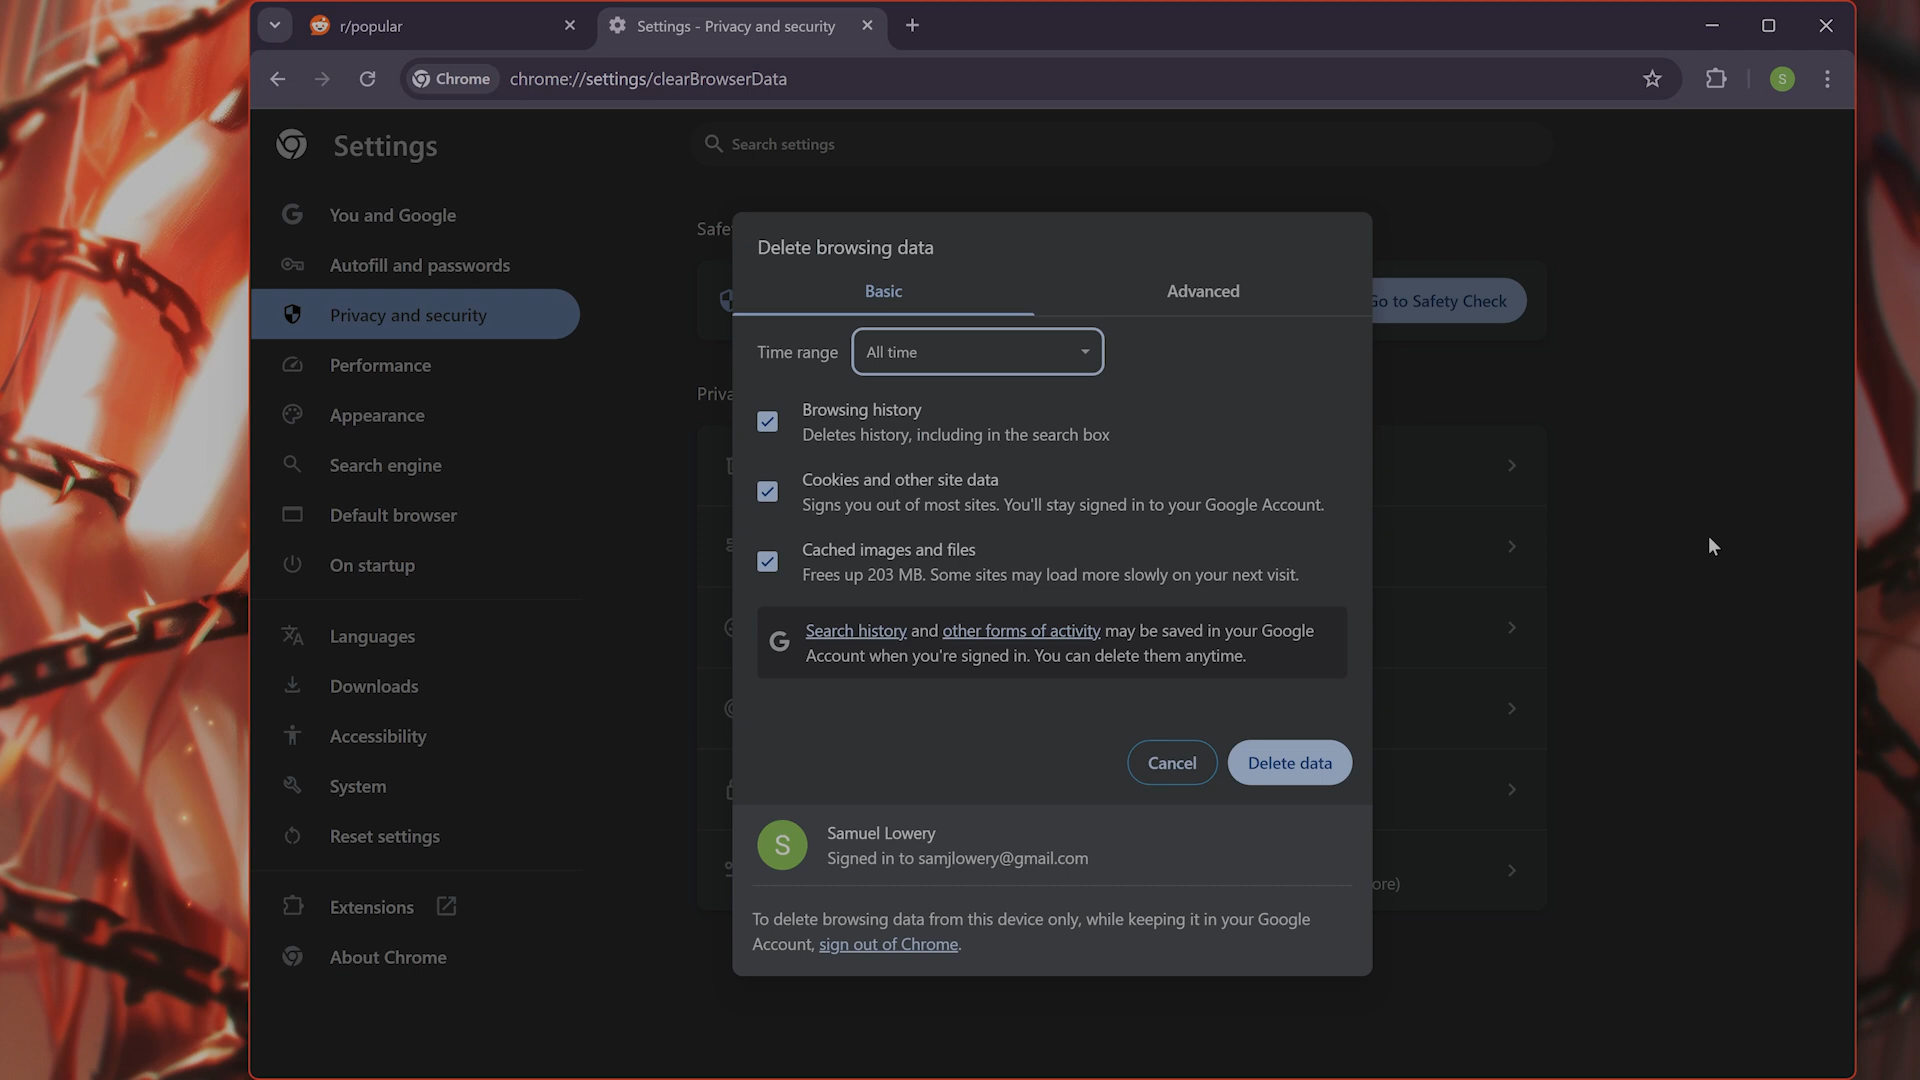 r/popular
Settings - Privacy and security
Chrome
chrome://settings/clearBrowserData
S
Settings
Search settings
You and Google
Autofill and passwords
Privacy and security
Performance
Appearance
Search engine
Default browser
On startup
Languages
Downloads
Accessibility
System
Reset settings
Extensions
About Chrome
Safe
Go to Safety Check
Priva
ore)
Delete browsing data
Basic
Advanced
Time range
All time
Browsing history
Deletes history, including in the search box
Cookies and other site data
Signs you out of most sites. You'll stay signed in to your Google Account.
Cached images and files
Frees up 203 MB. Some sites may load more slowly on your next visit.
G
Search history and other forms of activity may be saved in your Google
Account when you're signed in. You can delete them anytime.
Cancel
Delete data
S
Samuel Lowery
Signed in to samjlowery@gmail.com
To delete browsing data from this device only, while keeping it in your Google
Account, sign out of Chrome.